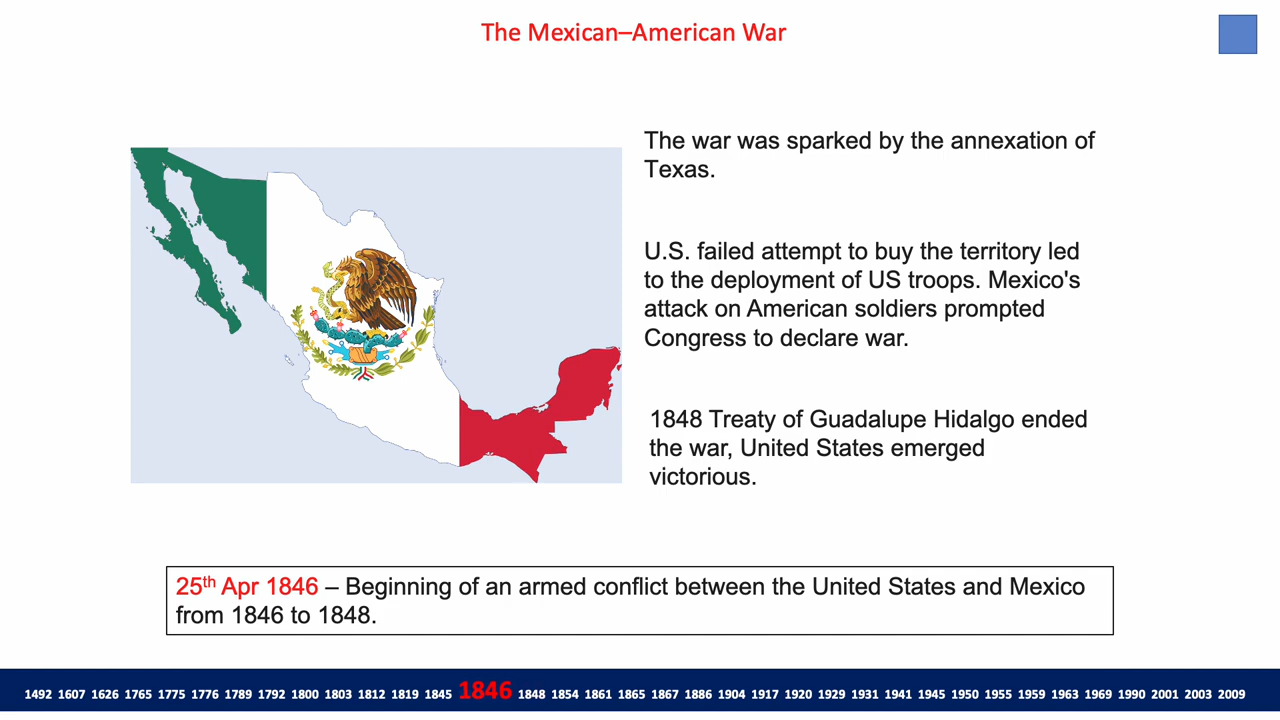 The Mexican–American War
The war was sparked by the annexation of
Texas.
U.S. failed attempt to buy the territory led
to the deployment of US troops. Mexico's
attack on American soldiers prompted
Congress to declare war.
1848 Treaty of Guadalupe Hidalgo ended
the war, United States emerged
victorious.
25th Apr 1846 – Beginning of an armed conflict between the United States and Mexico
from 1846 to 1848.
1492 1607 1626 1765 1775 1776 1789 1792 1800 1803 1812 1819 1845 1846 1848 1854 1861 1865 1867 1886 1904 1917 1920 1929 1931 1941 1945 1950 1955 1959 1963 1969 1990 2001 2003 2009